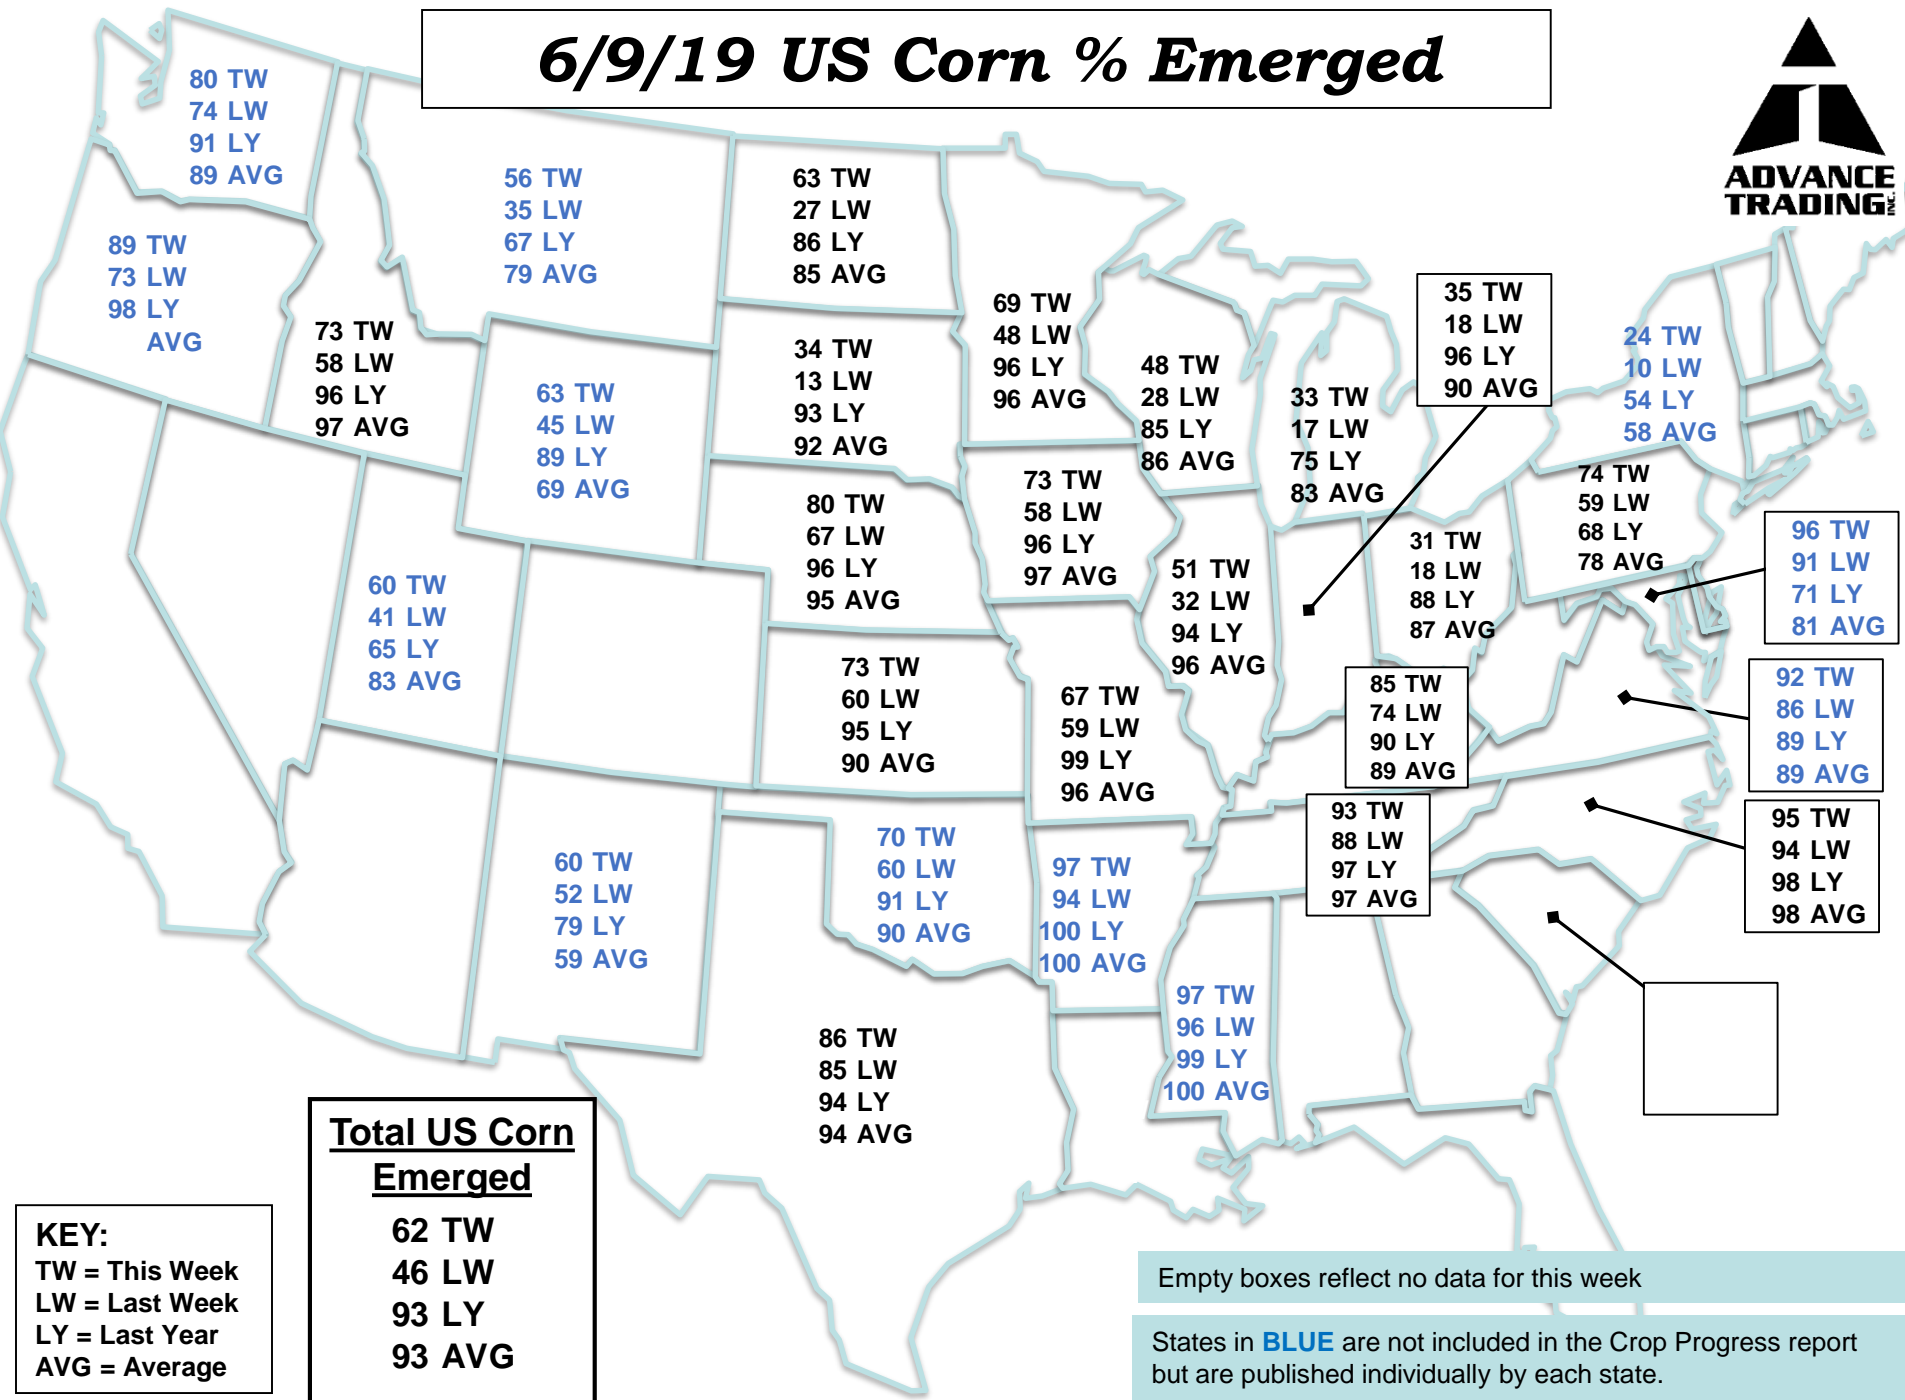 6/9/19 US Corn % Emerged
ADVANCE
TRADING INC.
80 TW
74 LW
91 LY
89 AVG
89 TW
73 LW
98 LY
AVG
73 TW
58 LW
96 LY
97 AVG
56 TW
35 LW
67 LY
79 AVG
63 TW
45 LW
89 LY
69 AVG
60 TW
41 LW
65 LY
83 AVG
60 TW
52 LW
79 LY
59 AVG
63 TW
27 LW
86 LY
85 AVG
34 TW
13 LW
93 LY
92 AVG
80 TW
67 LW
96 LY
95 AVG
73 TW
60 LW
95 LY
90 AVG
70 TW
60 LW
91 LY
90 AVG
86 TW
85 LW
94 LY
94 AVG
69 TW
48 LW
96 LY
96 AVG
73 TW
58 LW
96 LY
97 AVG
67 TW
59 LW
99 LY
96 AVG
97 TW
94 LW
100 LY
100 AVG
97 TW
96 LW
99 LY
100 AVG
48 TW
28 LW
85 LY
86 AVG
51 TW
32 LW
94 LY
96 AVG
33 TW
17 LW
75 LY
83 AVG
35 TW
18 LW
96 LY
90 AVG
31 TW
18 LW
88 LY
87 AVG
85 TW
74 LW
90 LY
89 AVG
93 TW
88 LW
97 LY
97 AVG
24 TW
10 LW
54 LY
58 AVG
74 TW
59 LW
68 LY
78 AVG
96 TW
91 LW
71 LY
81 AVG
92 TW
86 LW
89 LY
89 AVG
95 TW
94 LW
98 LY
98 AVG
Total US Corn
Emerged
62 TW
46 LW
93 LY
93 AVG
KEY:
TW = This Week
LW = Last Week
LY = Last Year
AVG = Average
Empty boxes reflect no data for this week
States in BLUE are not included in the Crop Progress report
but are published individually by each state.